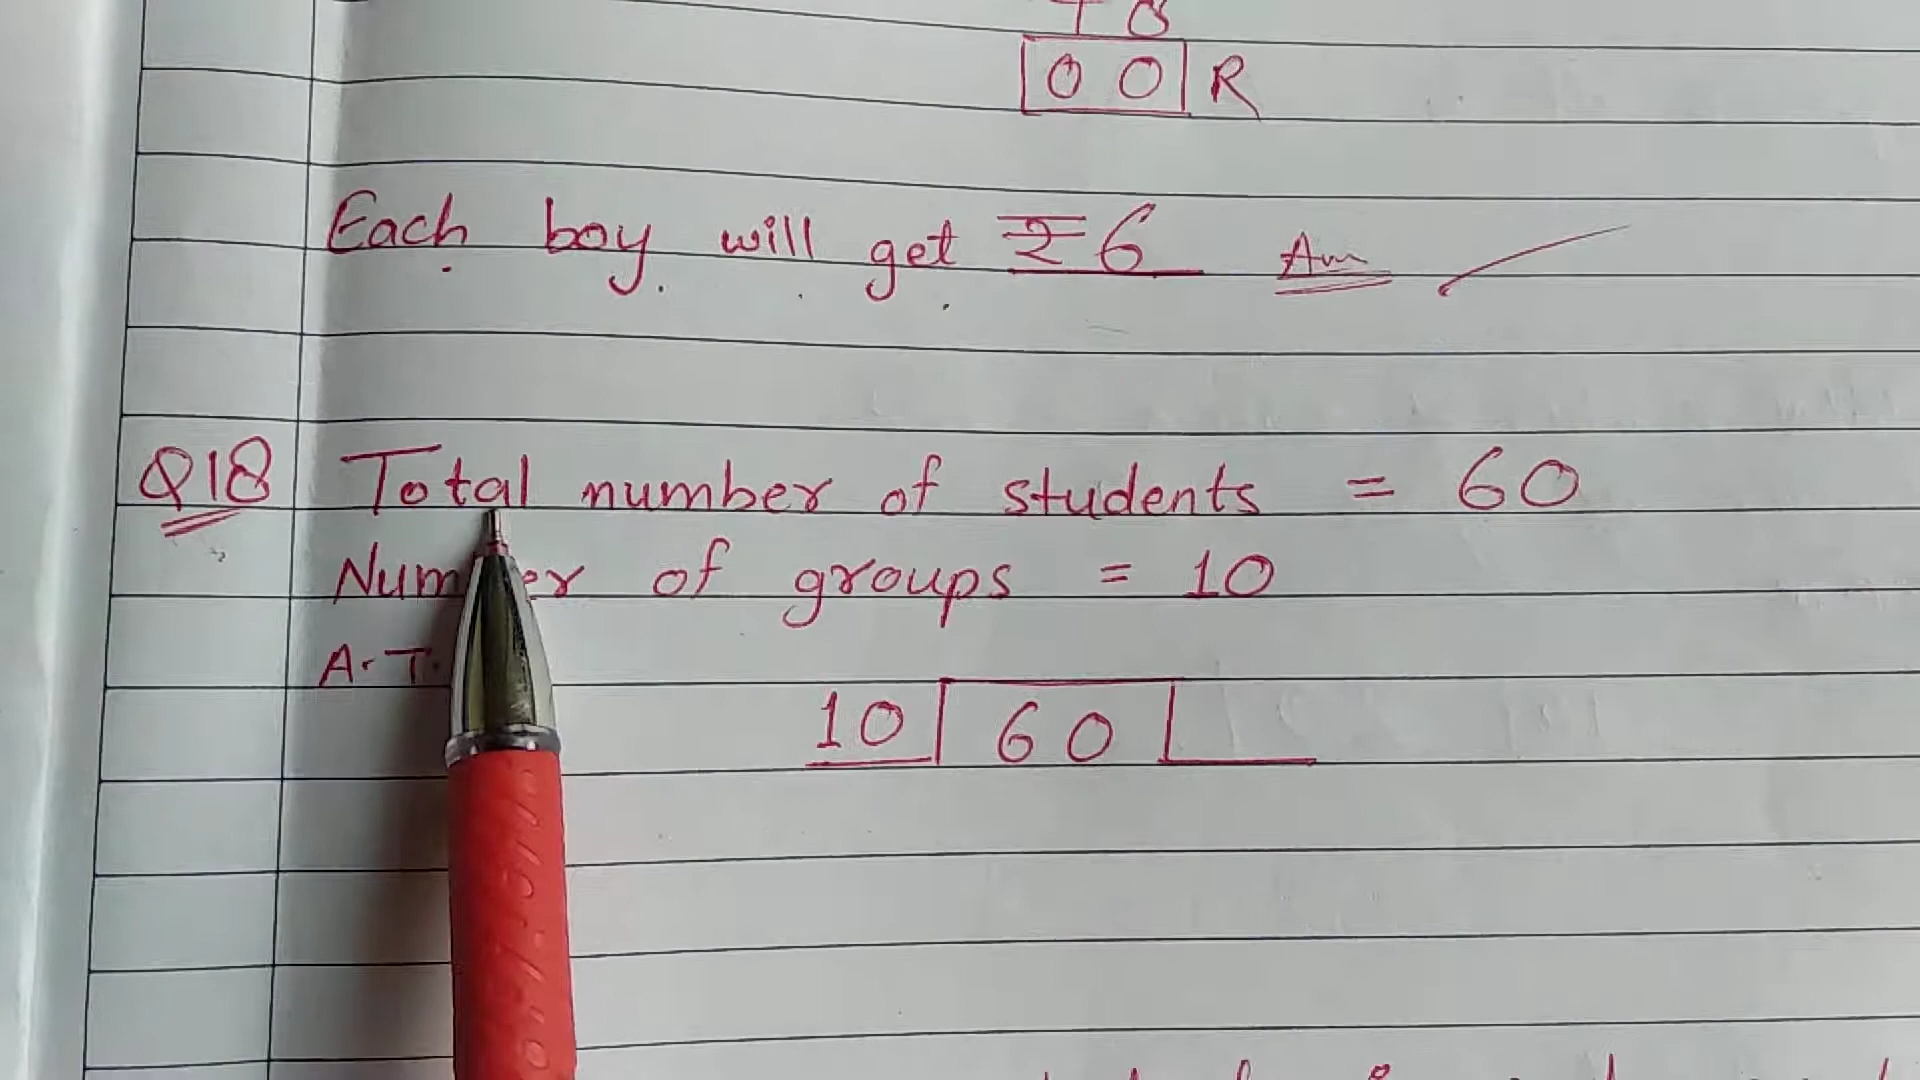 0 0 R
Each boy will get ₹ 6 Ans
Q18 Total number of students = 60
Number of groups = 10
A.T.
10 60